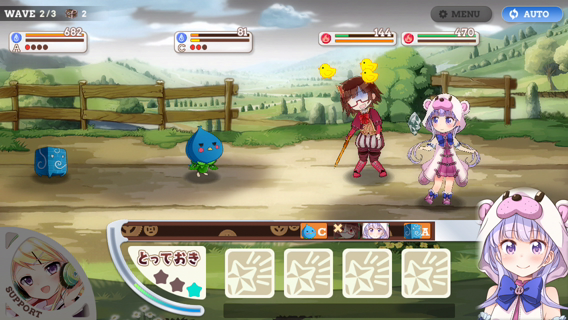 WAVE 2/3 2
MENU
AUTO
682
A
81
C
144
470
C
A
とっておき
SUPPORT